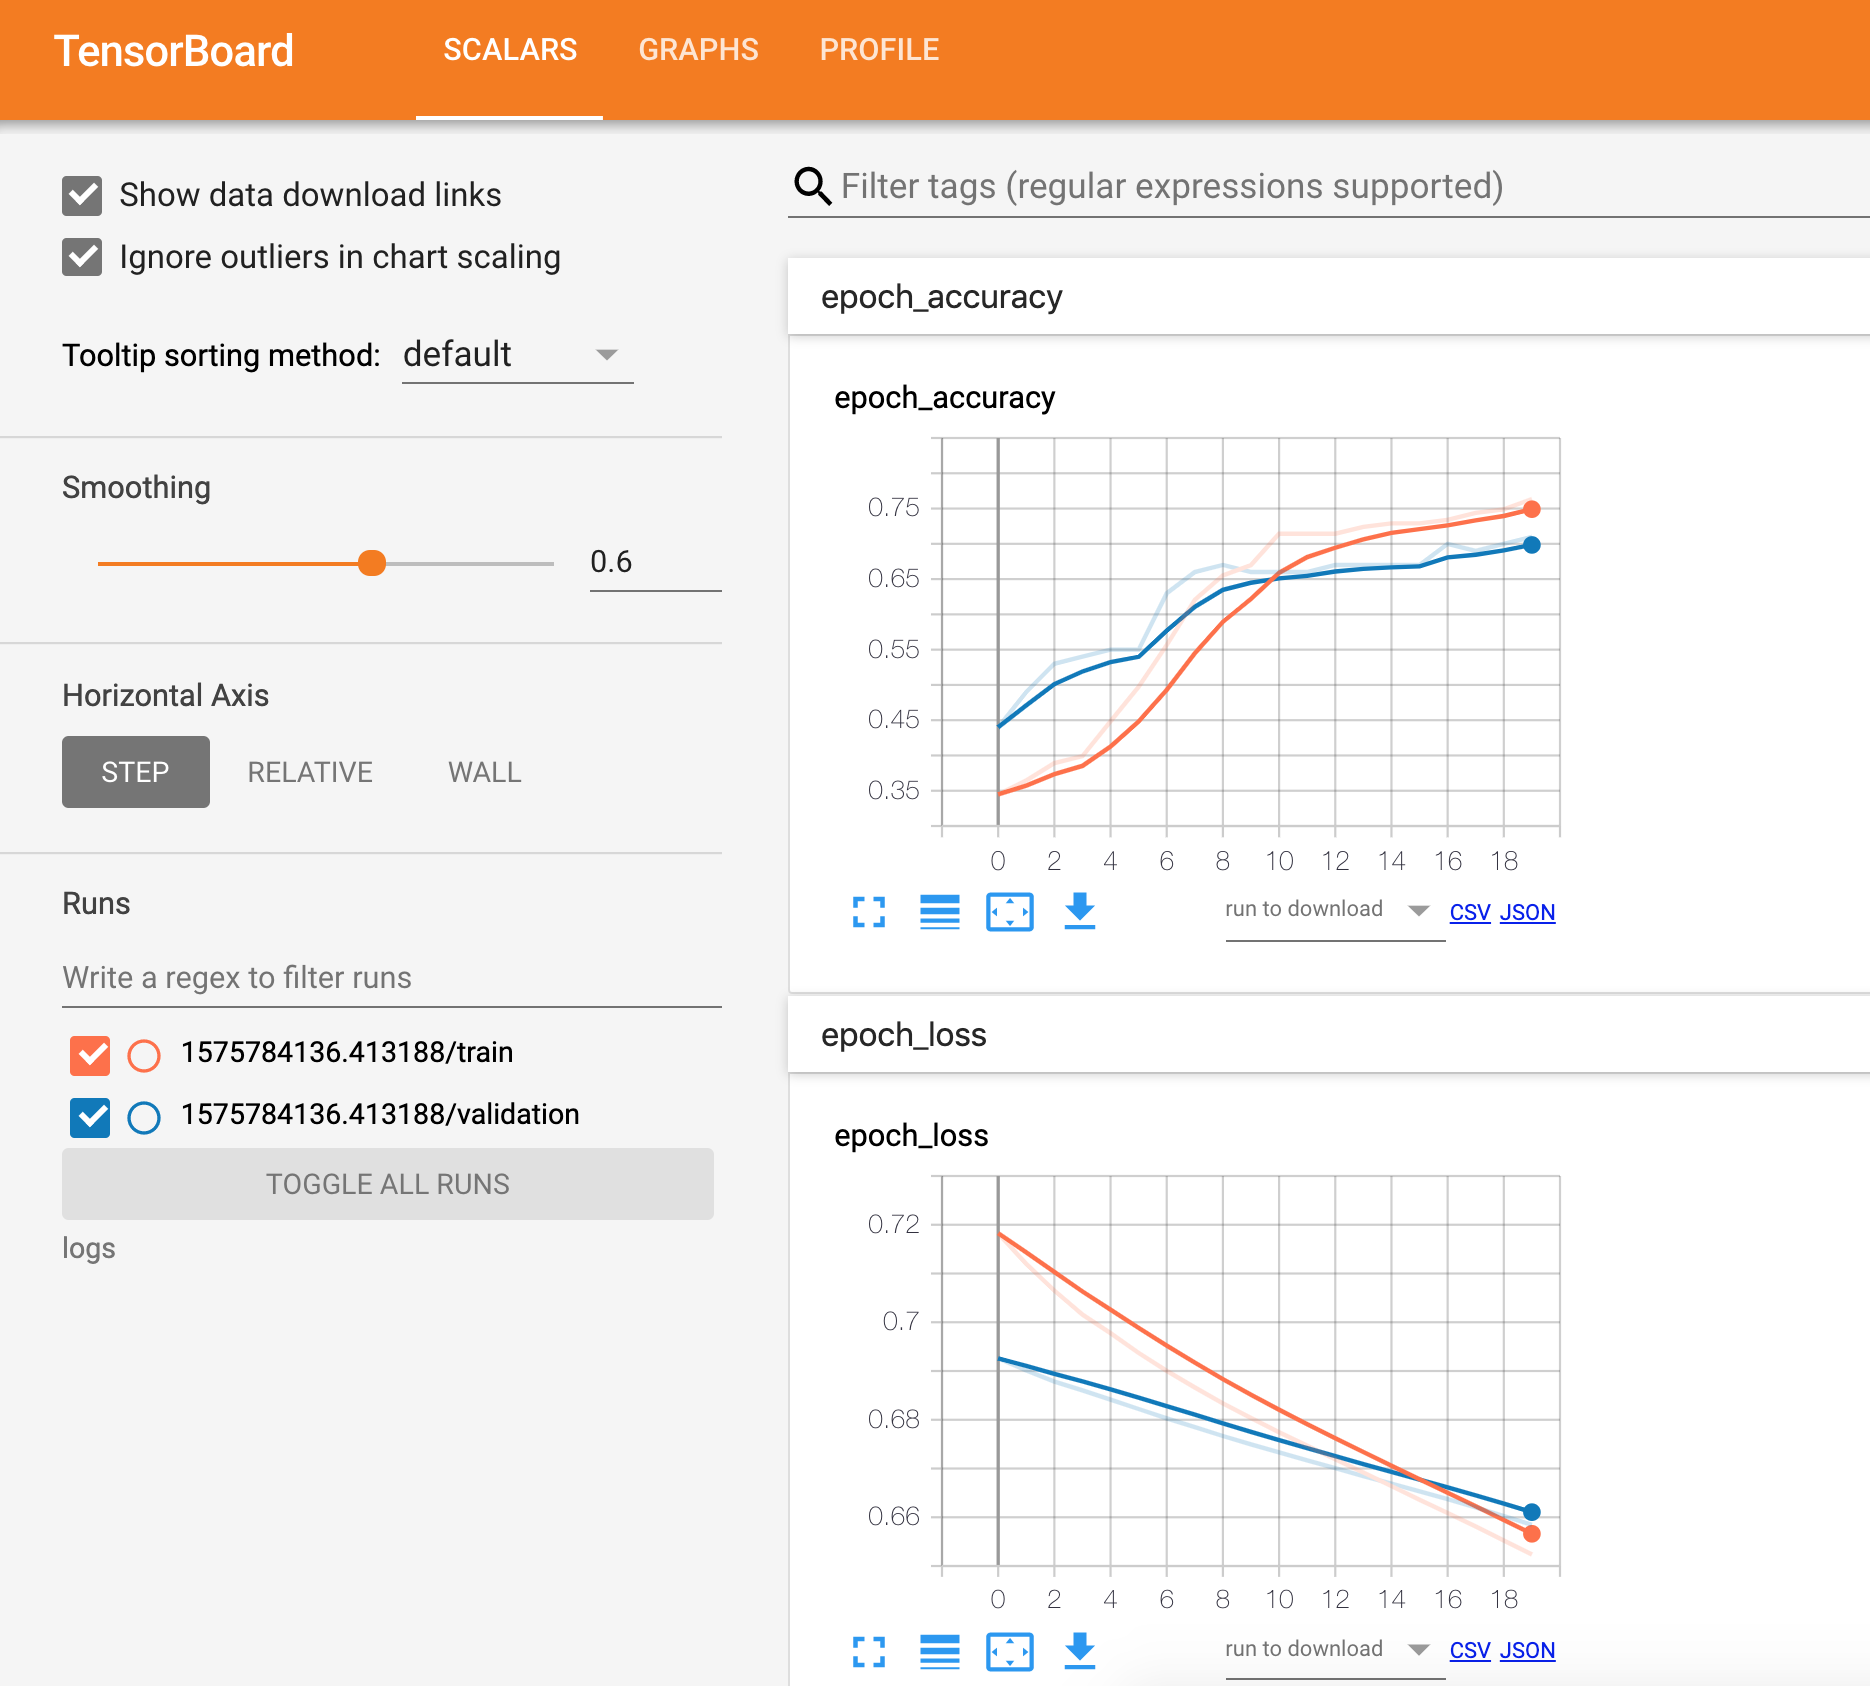 TensorBoard SCALARS GRAPHS PROFILE
Show data download links
Ignore outliers in chart scaling
Tooltip sorting method: default
Smoothing
0.6
Horizontal Axis
STEP RELATIVE WALL
Runs
Write a regex to filter runs
1575784136.413188/train
1575784136.413188/validation
TOGGLE ALL RUNS
logs
Filter tags (regular expressions supported)
epoch_accuracy
epoch_accuracy
0.75
0.65
0.55
0.45
0.35
0 2 4 6 8 10 12 14 16 18
run to download CSV JSON
epoch_loss
epoch_loss
0.72
0.7
0.68
0.66
0 2 4 6 8 10 12 14 16 18
run to download CSV JSON